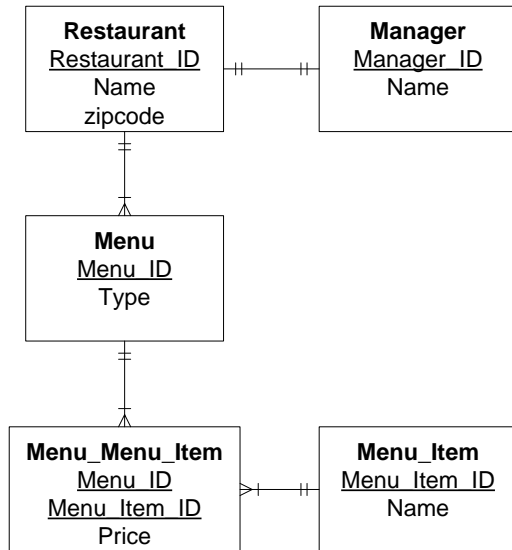 Restaurant
Restaurant_ID
Name
zipcode
Manager
Manager_ID
Name
Menu
Menu_ID
Type
Menu_Menu_Item
Menu_ID
Menu_Item_ID
Price
Menu_Item
Menu_Item_ID
Name